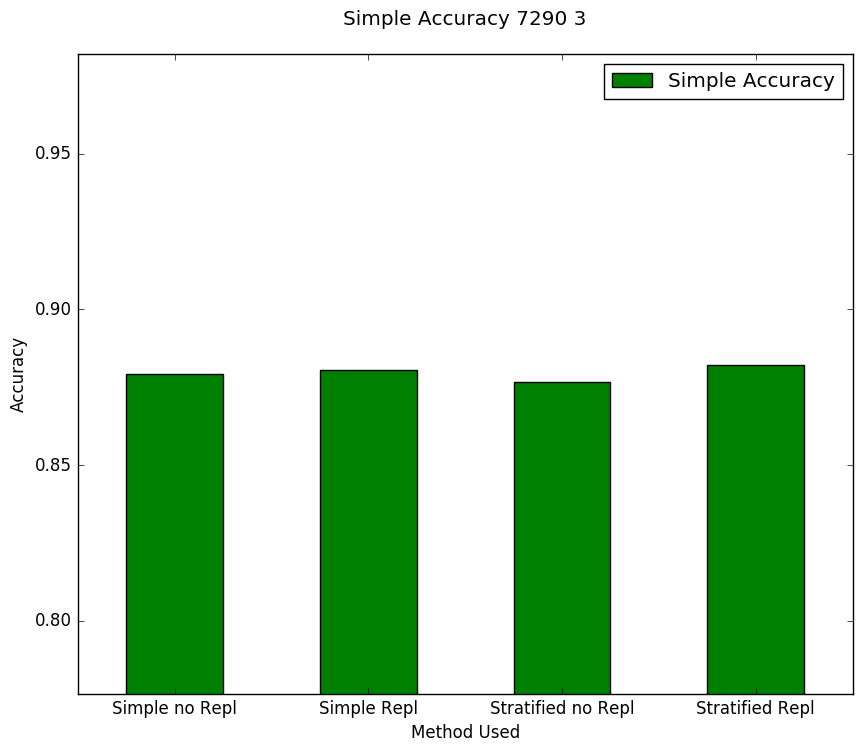 Simple Accuracy 7290 3
Simple Accuracy
0.95
0.90
0.85
0.80
Accuracy
Simple no Repl
Simple Repl
Stratified no Repl
Stratified Repl
Method Used